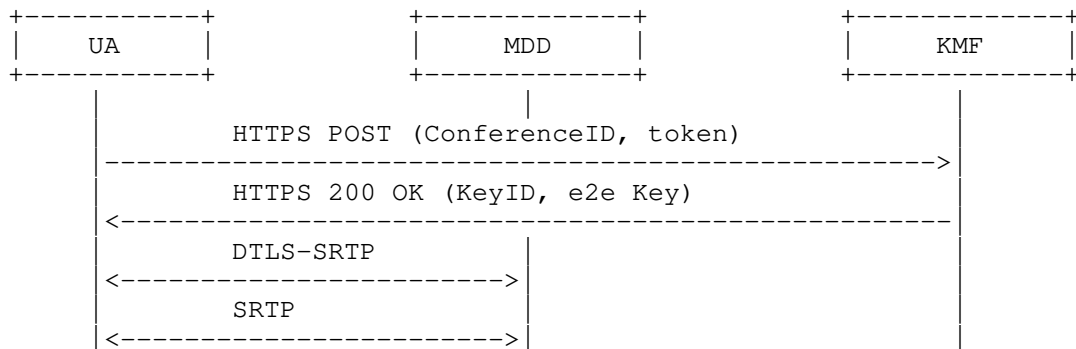 UA MDD KMF
HTTPS POST (ConferenceID, token)
HTTPS 200 OK (KeyID, e2e Key)
DTLS-SRTP
SRTP